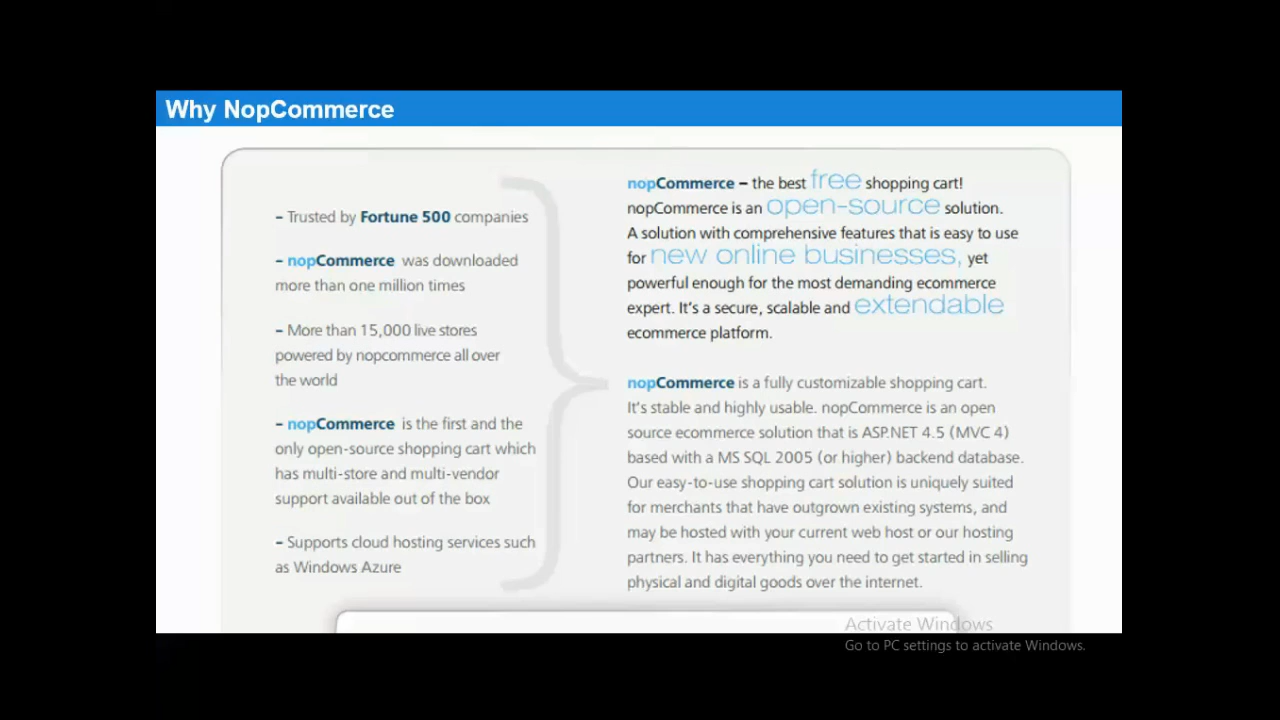 Why NopCommerce
– Trusted by Fortune 500 companies
– nopCommerce was downloaded
more than one million times
– More than 15,000 live stores
powered by nopcommerce all over
the world
– nopCommerce is the first and the
only open-source shopping cart which
has multi-store and multi-vendor
support available out of the box
– Supports cloud hosting services such
as Windows Azure
nopCommerce – the best free shopping cart!
nopCommerce is an open-source solution.
A solution with comprehensive features that is easy to use
for new online businesses, yet
powerful enough for the most demanding ecommerce
expert. It's a secure, scalable and extendable
ecommerce platform.
nopCommerce is a fully customizable shopping cart.
It's stable and highly usable. nopCommerce is an open
source ecommerce solution that is ASP.NET 4.5 (MVC 4)
based with a MS SQL 2005 (or higher) backend database.
Our easy-to-use shopping cart solution is uniquely suited
for merchants that have outgrown existing systems, and
may be hosted with your current web host or our hosting
partners. It has everything you need to get started in selling
physical and digital goods over the internet.
Activate Windows
Go to PC settings to activate Windows.